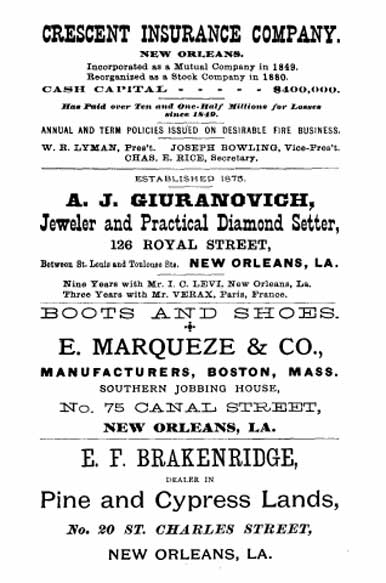 CRESCENT INSURANCE COMPANY.
NEW ORLEANS.
Incorporated as a Mutual Company in 1849.
Reorganized as a Stock Company in 1880.
CASH CAPITAL - - - - - $400,000.
Has Paid over Ten and One-Half Millions for Losses
since 1849.
ANNUAL AND TERM POLICIES ISSUED ON DESIRABLE FIRE BUSINESS.
W. R. LYMAN, Pres't. JOSEPH BOWLING, Vice-Pres't.
CHAS. E. RICE, Secretary.
ESTABLISHED 1875.
A. J. GIURANOVICH,
Jeweler and Practical Diamond Setter,
126 ROYAL STREET,
Between St. Louis and Toulouse Sts. NEW ORLEANS, LA.
Nine Years with Mr. I. C. LEVI, New Orleans, La.
Three Years with Mr. VERAX, Paris, France.
BOOTS AND SHOES.
E. MARQUEZE & CO.,
MANUFACTURERS, BOSTON, MASS.
SOUTHERN JOBBING HOUSE,
No. 75 CANAL STREET,
NEW ORLEANS, LA.
E. F. BRAKENRIDGE,
DEALER IN
Pine and Cypress Lands,
No. 20 ST. CHARLES STREET,
NEW ORLEANS, LA.